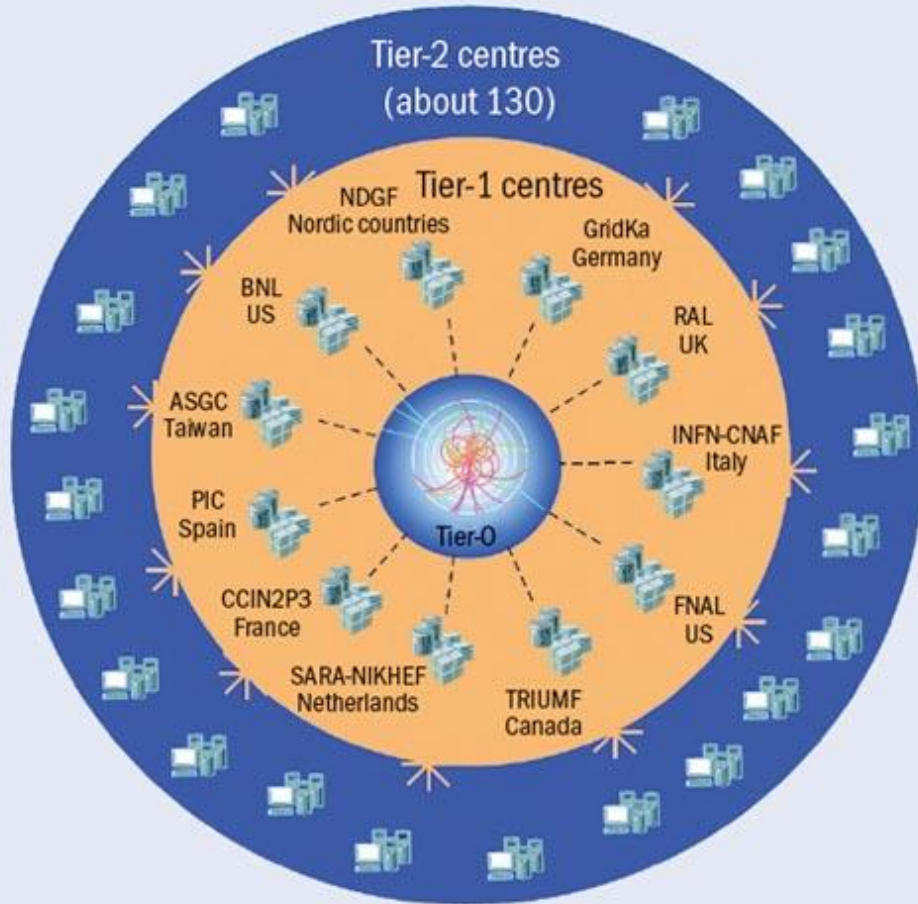 Tier-2 centres
(about 130)
Tier-1 centres
NDGF
Nordic countries
GridKa
Germany
BNL
US
RAL
UK
ASGC
Taiwan
INFN-CNAF
Italy
PIC
Spain
Tier-0
CCIN2P3
France
FNAL
US
SARA-NIKHEF
Netherlands
TRIUMF
Canada